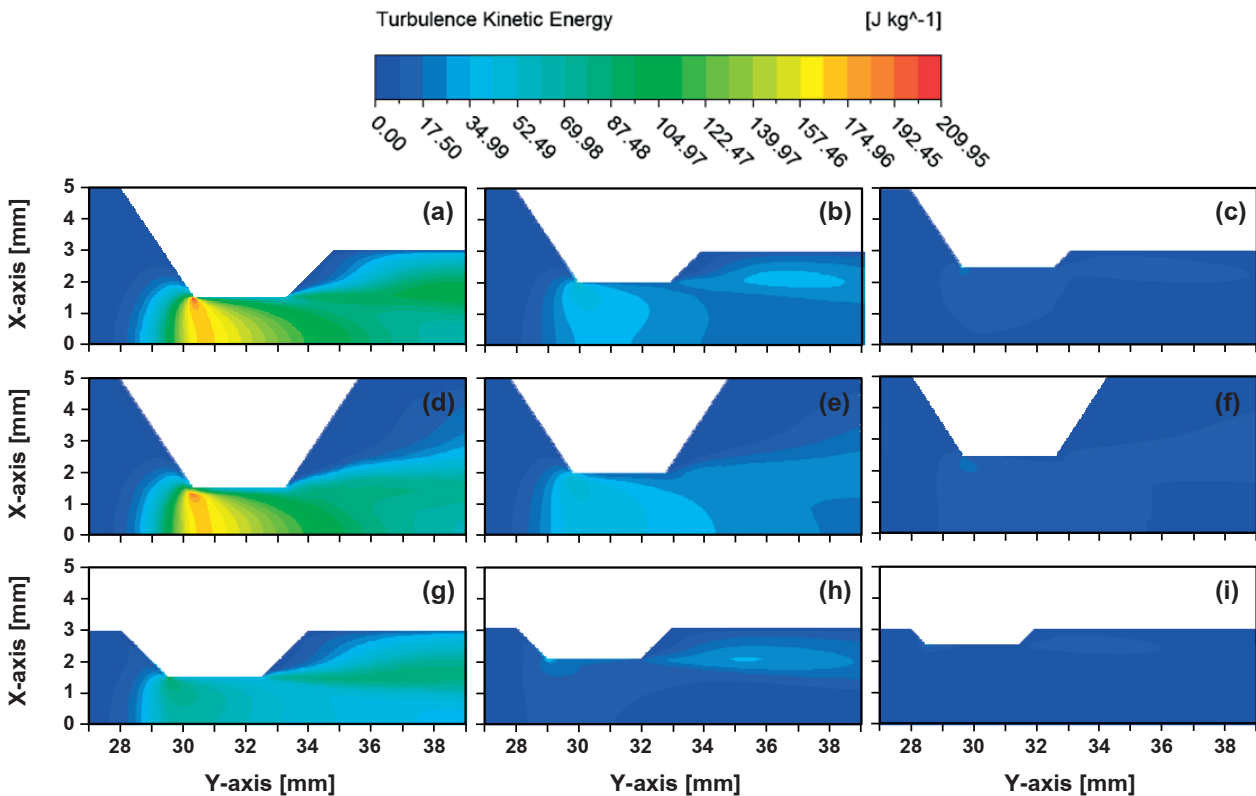 Turbulence Kinetic Energy [J kg^-1]
0.00 17.50 34.99 52.49 69.98 87.48 104.97 122.47 139.97 157.46 174.96 192.45 209.95
X-axis [mm]
5
4
3
2
1
0
(a) (b) (c)
X-axis [mm]
5
4
3
2
1
0
(d) (e) (f)
X-axis [mm]
5
4
3
2
1
0
(g) (h) (i)
28 30 32 34 36 38 28 30 32 34 36 38 28 30 32 34 36 38
Y-axis [mm] Y-axis [mm] Y-axis [mm]